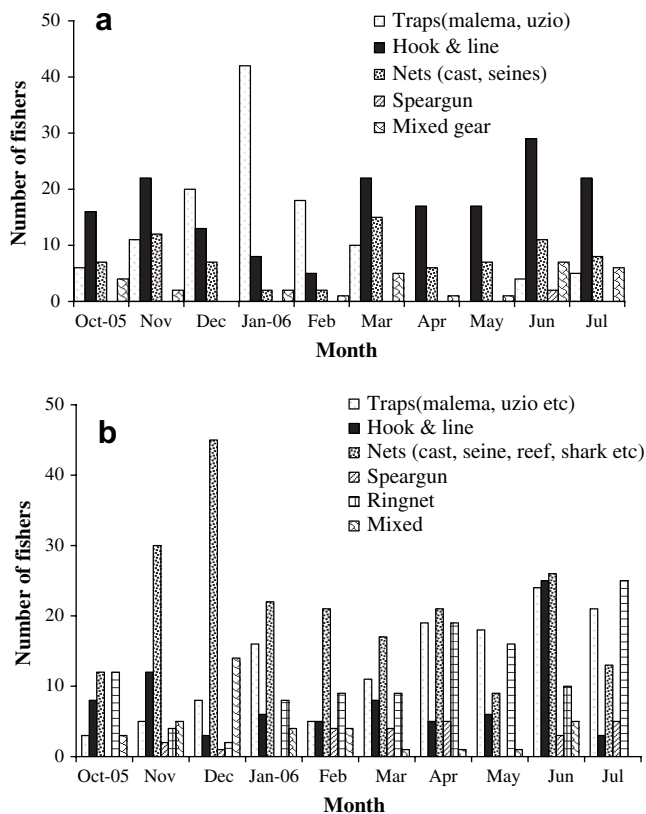 a
50
40
30
20
10
0
Number of fishers
Traps(malema, uzio)
Hook & line
Nets (cast, seines)
Speargun
Mixed gear
Oct-05 Nov Dec Jan-06 Feb Mar Apr May Jun Jul
Month
b
50
40
30
20
10
0
Number of fishers
Traps(malema, uzio etc)
Hook & line
Nets (cast, seine, reef, shark etc)
Speargun
Ringnet
Mixed
Oct-05 Nov Dec Jan-06 Feb Mar Apr May Jun Jul
Month